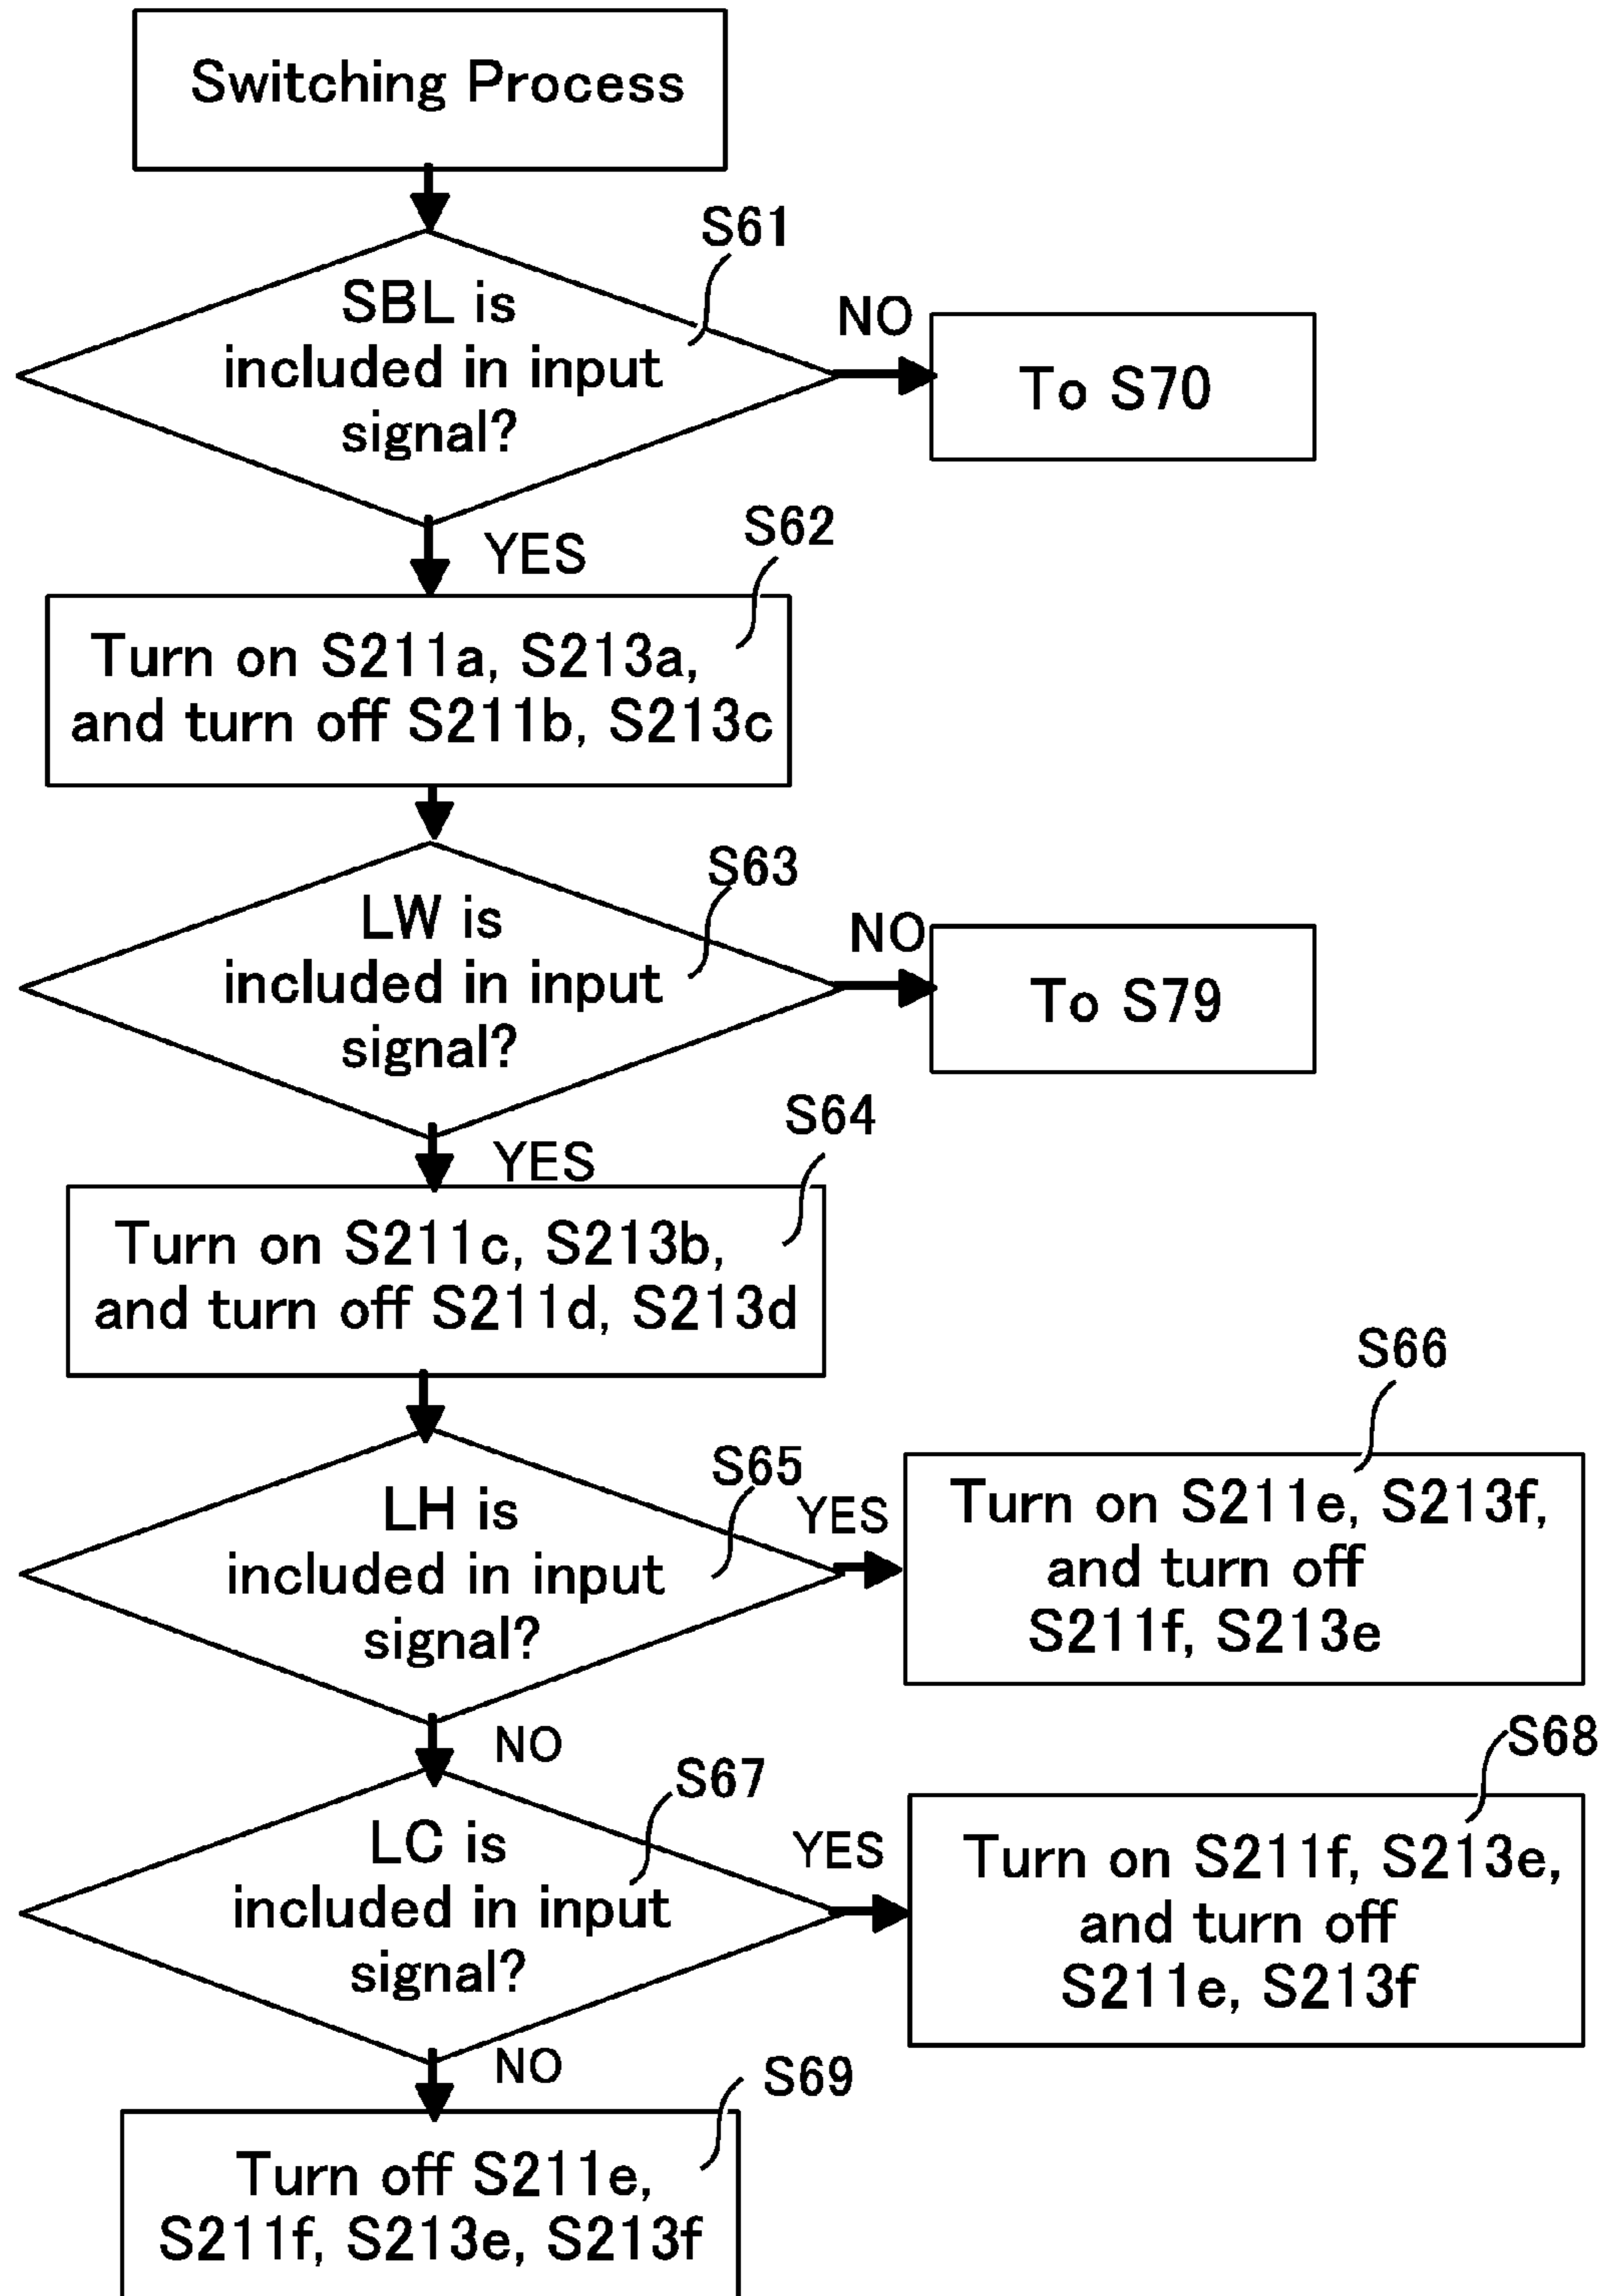 Switching Process
S61
SBL is
included in input
signal?
NO
To S70
YES
S62
Turn on S211a, S213a,
and turn off S211b, S213c
S63
LW is
included in input
signal?
NO
To S79
YES
S64
Turn on S211c, S213b,
and turn off S211d, S213d
S65
LH is
included in input
signal?
YES
S66
Turn on S211e, S213f,
and turn off
S211f, S213e
NO
S67
LC is
included in input
signal?
YES
S68
Turn on S211f, S213e,
and turn off
S211e, S213f
NO
S69
Turn off S211e,
S211f, S213e, S213f